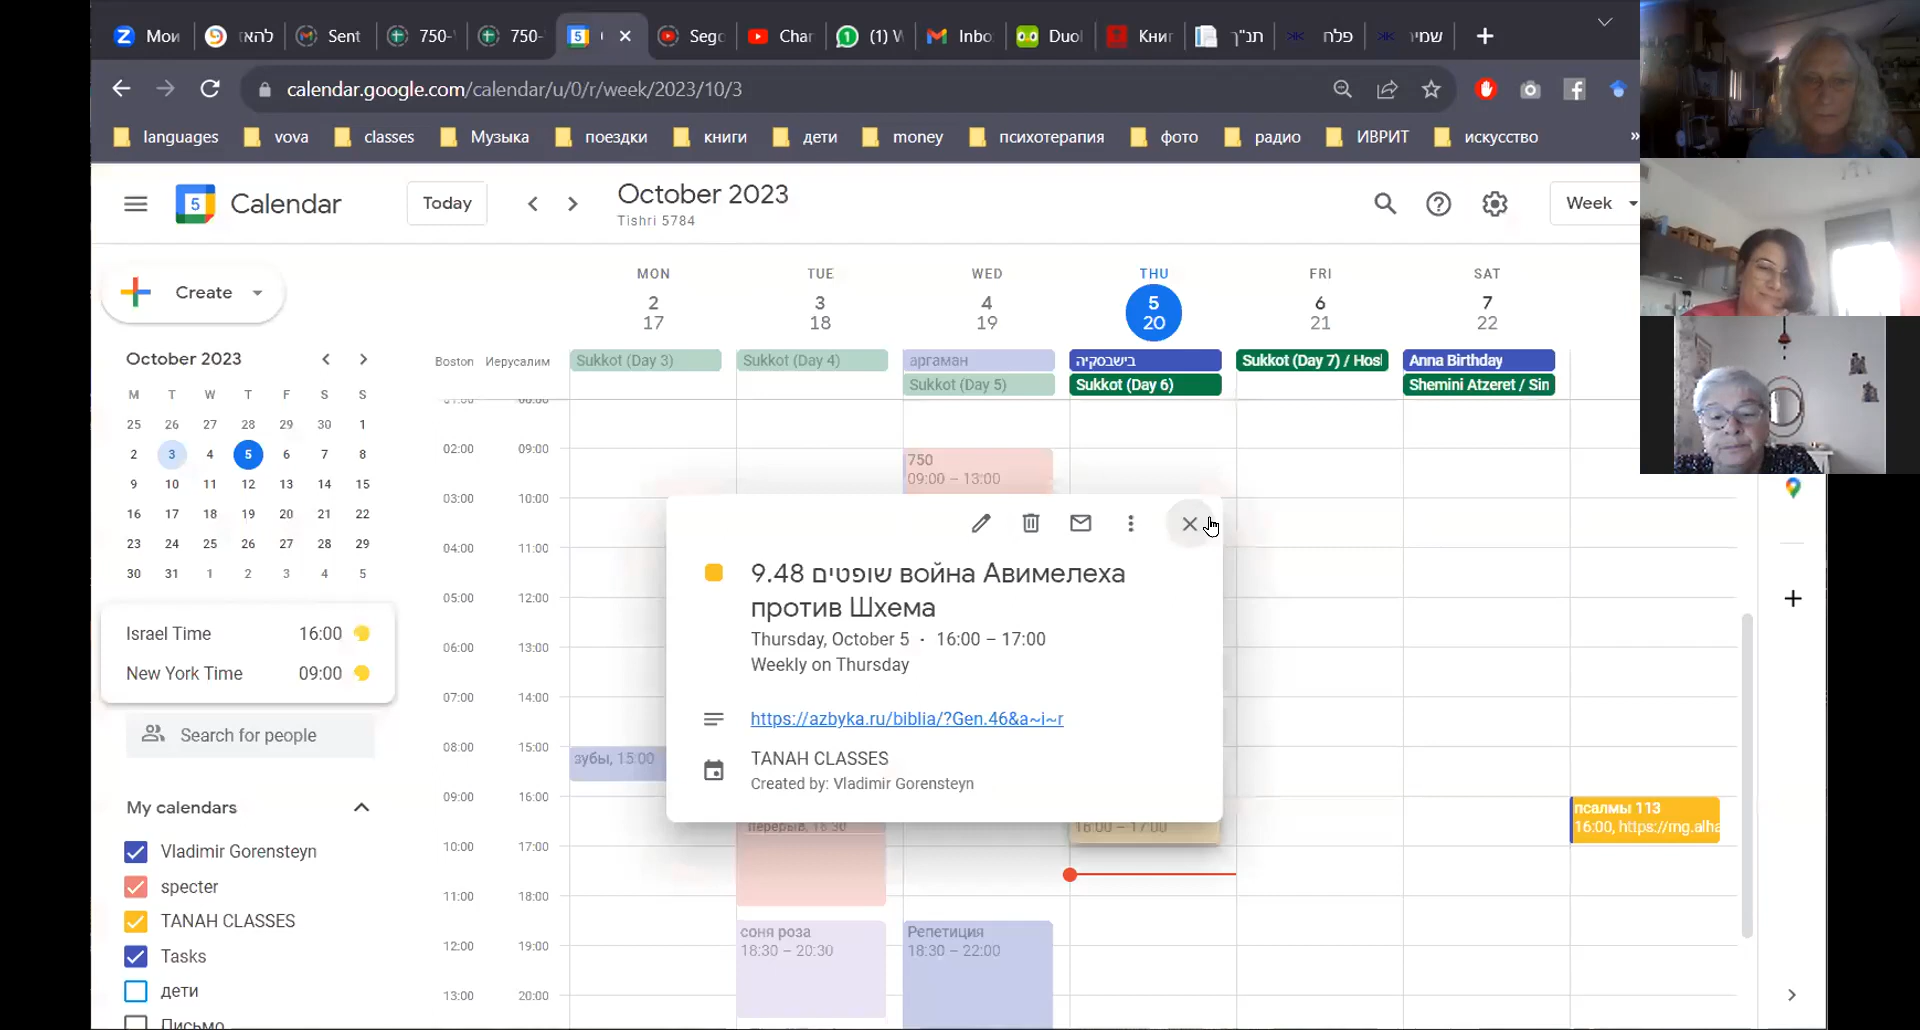 Мои
להאז
Sent
750-
750-
5
Sego
Char
(1) W
Inbo
Duol
Книг
תנ"ך
פלח
שמי
calendar.google.com/calendar/u/0/r/week/2023/10/3
languages
vova
classes
Музыка
поездки
книги
дети
money
психотерапия
фото
радио
ИВРИТ
искусство
»
5 Calendar
Today
October 2023
Tishri 5784
Week
Create
MON TUE WED THU FRI SAT
2 3 4 5 6 7
17 18 19 20 21 22
October 2023
M T W T F S S
25 26 27 28 29 30 1
2 3 4 5 6 7 8
9 10 11 12 13 14 15
16 17 18 19 20 21 22
23 24 25 26 27 28 29
30 31 1 2 3 4 5
Boston Иерусалим
Sukkot (Day 3)
Sukkot (Day 4)
аргаман
Sukkot (Day 5)
בישבסקיה
Sukkot (Day 6)
Sukkot (Day 7) / Hos
Anna Birthday
Shemini Atzeret / Sin
02:00 09:00
03:00 10:00
04:00 11:00
05:00 12:00
06:00 13:00
07:00 14:00
08:00 15:00
09:00 16:00
10:00 17:00
11:00 18:00
12:00 19:00
13:00 20:00
750
09:00 – 13:00
9.48 שופטים война Авимелеха
против Шхема
Thursday, October 5 · 16:00 – 17:00
Weekly on Thursday
https://azbyka.ru/biblia/?Gen.46&a~i~r
TANAH CLASSES
Created by: Vladimir Gorensteyn
зубы, 15:00
перерыв, 16:30
16:00 – 17:00
псалмы 113
16:00, https://mg.alha
соня роза
18:30 – 20:30
Репетиция
18:30 – 22:00
Israel Time 16:00
New York Time 09:00
Search for people
My calendars
Vladimir Gorensteyn
specter
TANAH CLASSES
Tasks
дети
Письмо